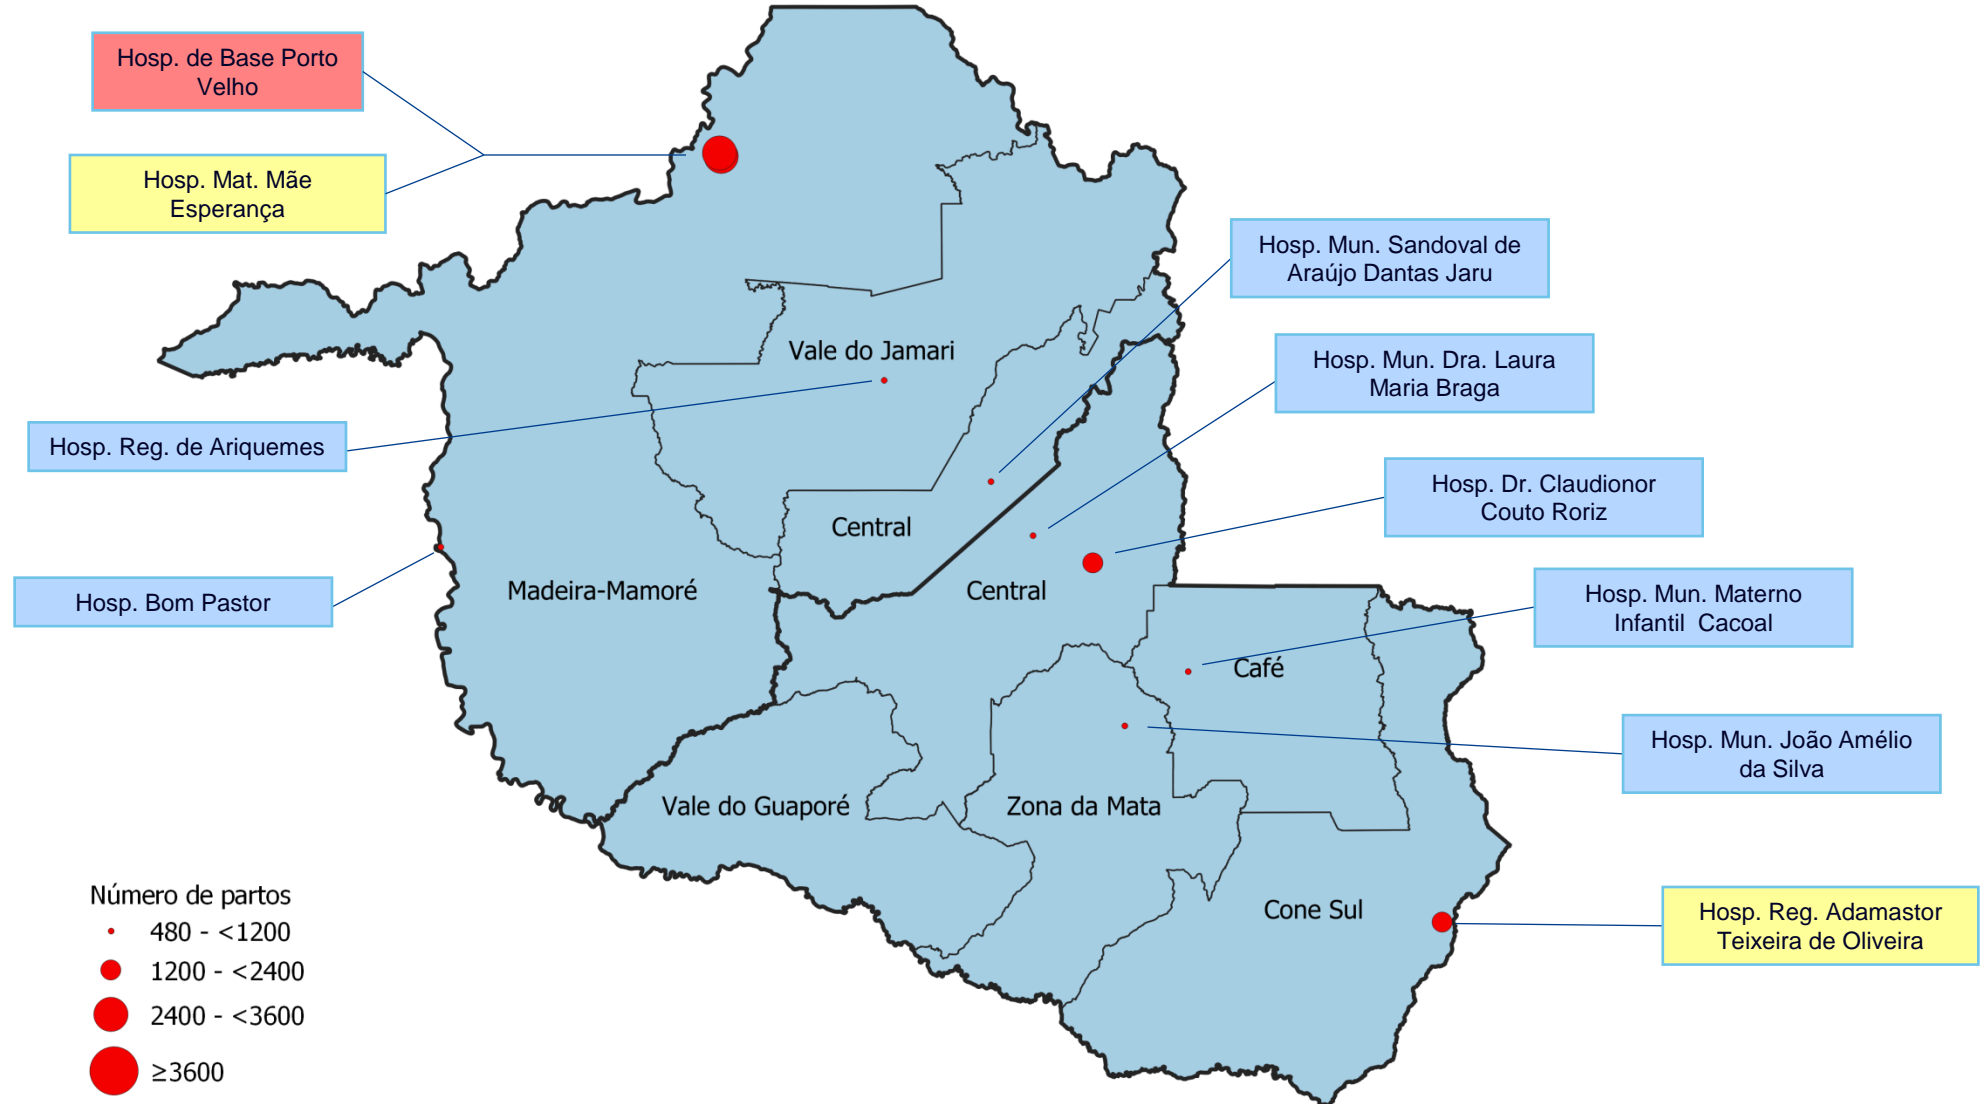 Hosp. de Base Porto
Velho
Hosp. Mat. Mãe
Esperança
Hosp. Mun. Sandoval de
Araújo Dantas Jaru
Hosp. Mun. Dra. Laura
Maria Braga
Vale do Jamari
Hosp. Reg. de Ariquemes
Hosp. Dr. Claudionor
Couto Roriz
Central
Hosp. Bom Pastor
Madeira-Mamoré
Central
Hosp. Mun. Materno
Infantil  Cacoal
Café
Hosp. Mun. João Amélio
da Silva
Vale do Guaporé
Zona da Mata
Cone Sul
Hosp. Reg. Adamastor
Teixeira de Oliveira
Número de partos
480 - <1200
1200 - <2400
2400 - <3600
≥3600